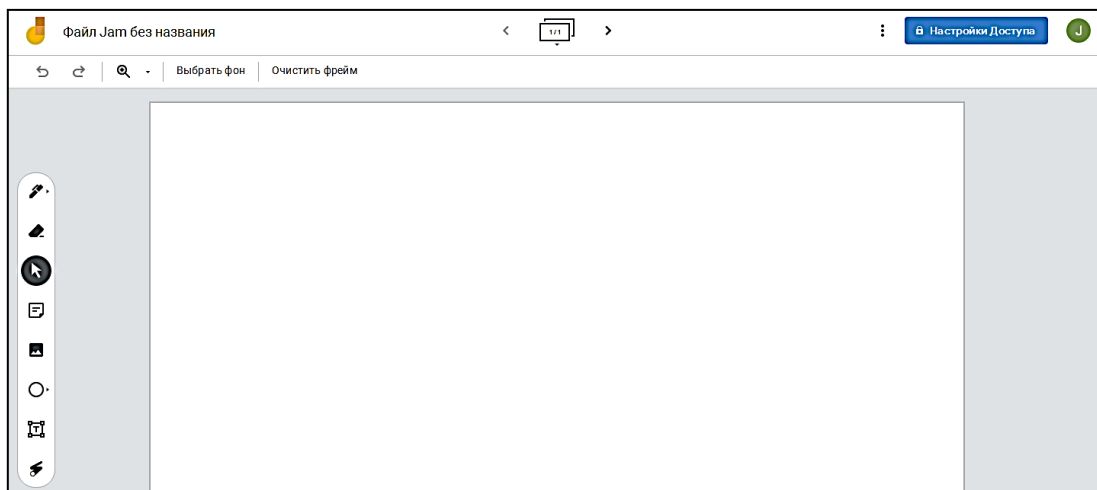 Файл Jam без названия
1/1
Настройки Доступа
J
Выбрать фон
Очистить фрейм
T